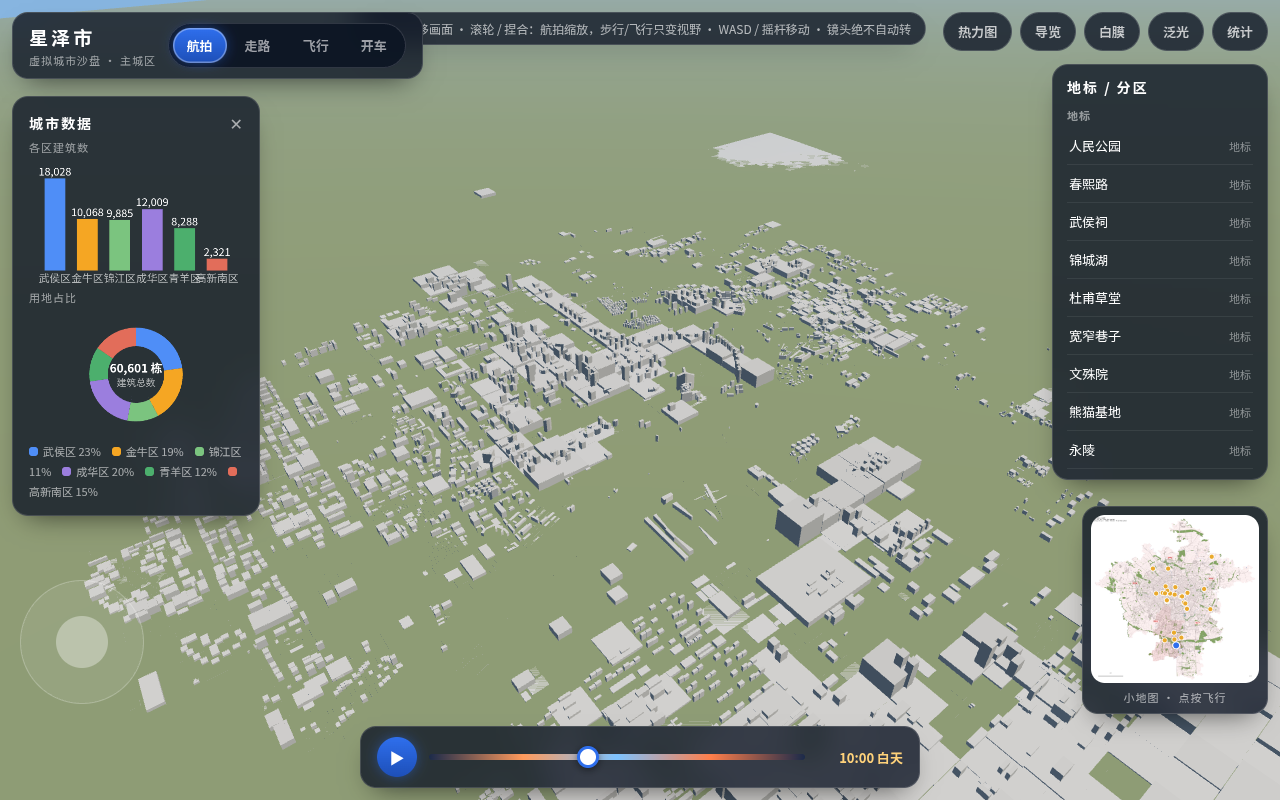 星泽市
虚拟城市沙盘 · 主城区
航拍 走路 飞行 开车
画面 · 滚轮 / 捏合：航拍缩放，步行/飞行只变视野 · WASD / 摇杆移动 · 镜头绝不自动转
热力图 导览 白膜 泛光 统计
城市数据 ✕
各区建筑数
18,028 10,068 9,885 12,009 8,288 2,321
武侯区 金牛区 锦江区 成华区 青羊区 高新南区
用地占比
60,601 栋
建筑总数
武侯区 23% 金牛区 19% 锦江区
11% 成华区 20% 青羊区 12%
高新南区 15%
地标 / 分区
地标
人民公园 地标
春熙路 地标
武侯祠 地标
锦城湖 地标
杜甫草堂 地标
宽窄巷子 地标
文殊院 地标
熊猫基地 地标
永陵 地标
小地图 · 点按飞行
10:00 白天